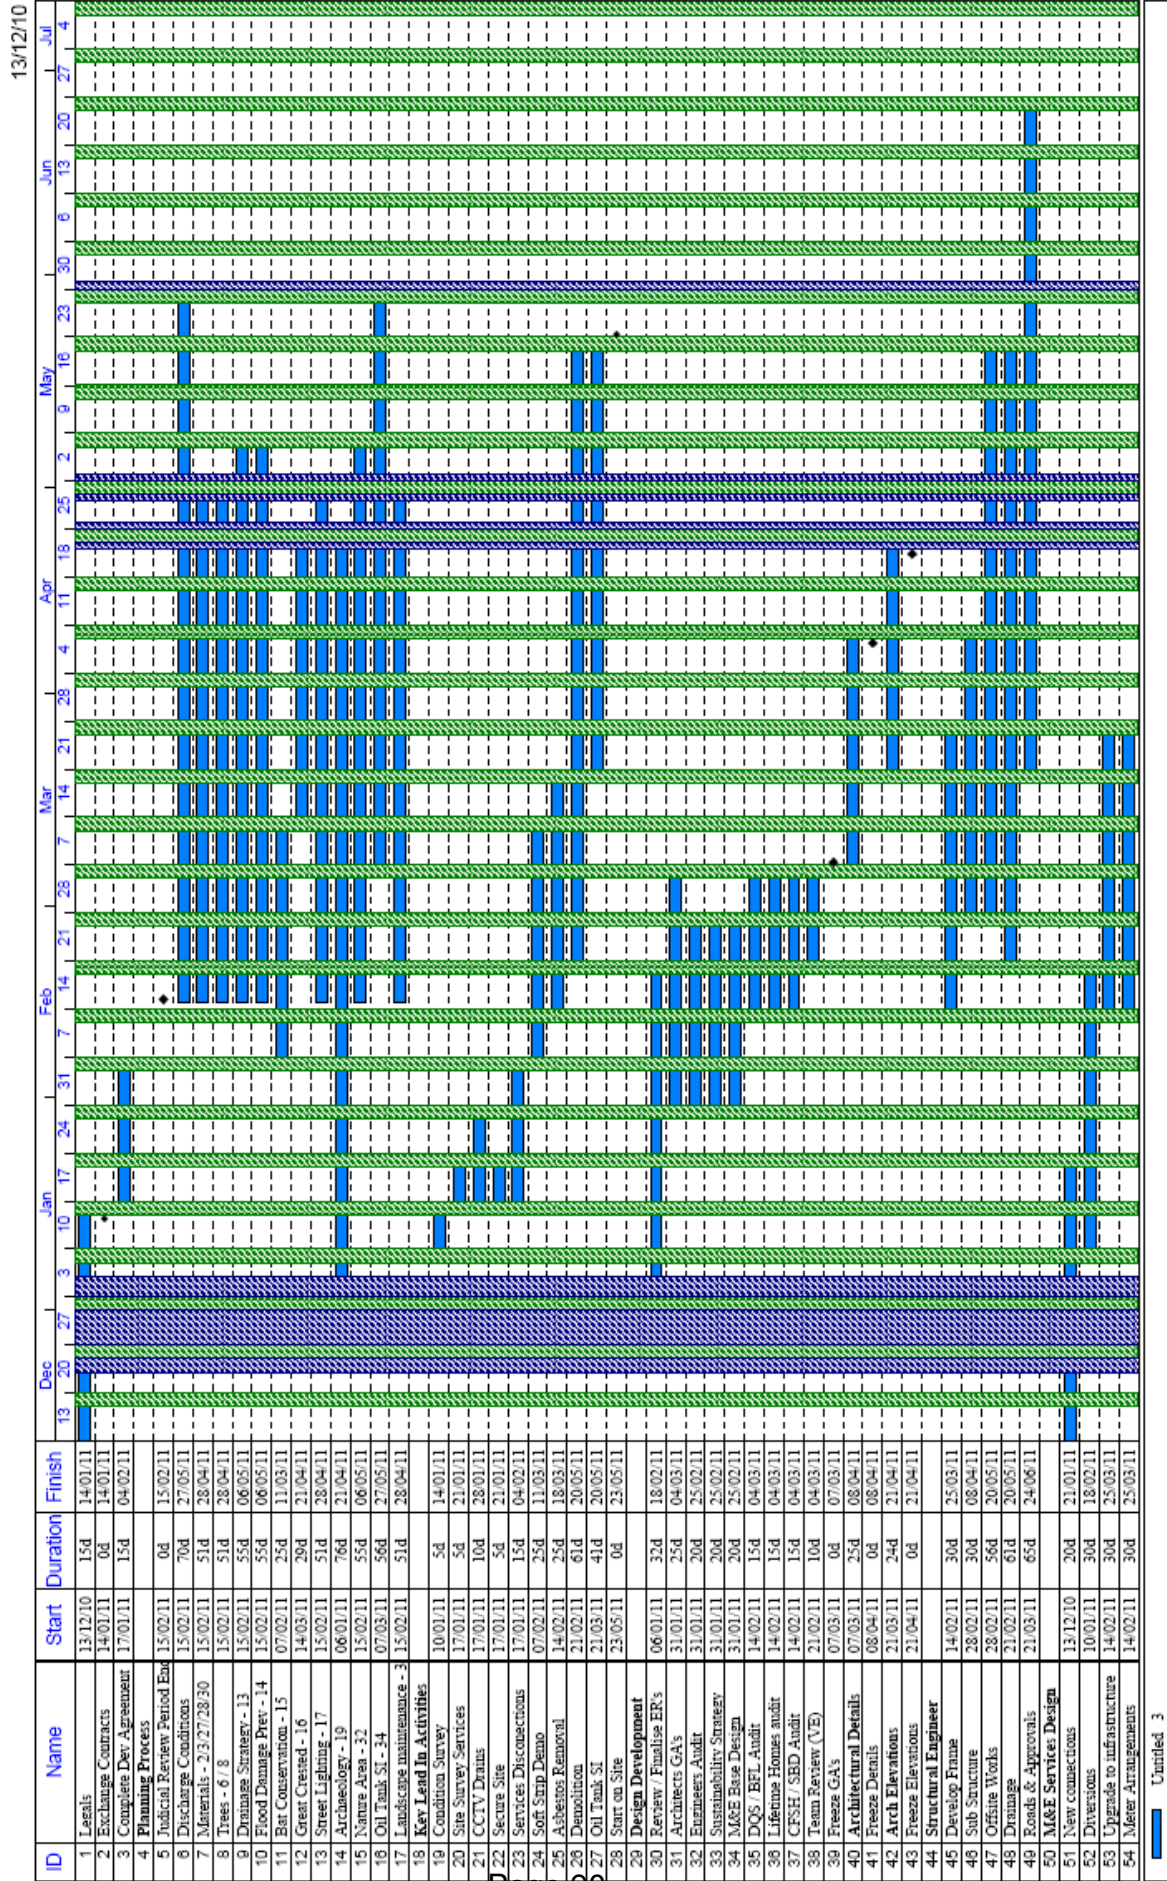 13/12/10
ID Name Start Duration Finish Dec Jan Feb Mar Apr May Jun Jul
13 20 27 3 10 17 24 31 7 14 21 28 7 14 21 28 4 11 18 25 2 9 16 23 30 6 13 20 27 4
1 Legals 13/12/10 15d 14/01/11
2 Exchange Contracts 14/01/11 0d 14/01/11
3 Complete Dev. Agreement 17/01/11 15d 04/02/11
4 Planning Process
5 Judicial Review Period End 15/02/11 0d 15/02/11
6 Discharge Conditions 15/02/11 70d 27/05/11
7 Materials - 2/3/27/28/30 15/02/11 51d 28/04/11
8 Trees - 6 / 8 15/02/11 51d 28/04/11
9 Drainage Strategy - 13 15/02/11 55d 06/05/11
10 Flood Damage Prev - 14 15/02/11 55d 06/05/11
11 Bat Conservation - 15 07/02/11 25d 11/03/11
12 Great Crested - 16 14/03/11 29d 21/04/11
13 Street Lighting - 17 15/02/11 51d 28/04/11
14 Archaeology - 19 06/01/11 76d 21/04/11
15 Nature Area - 32 15/02/11 55d 06/05/11
16 Oil Tank SI - 34 07/03/11 56d 27/05/11
17 Landscape maintenance - 3 15/02/11 51d 28/04/11
18 Key Lead In Activities
19 Condition Survey 10/01/11 5d 14/01/11
20 Site Survey Services 17/01/11 5d 21/01/11
21 CCTV Drains 17/01/11 10d 28/01/11
22 Secure Site 17/01/11 5d 21/01/11
23 Services Disconnections 17/01/11 15d 04/02/11
24 Soft Strip Demo 07/02/11 25d 11/03/11
25 Asbestos Removal 14/02/11 25d 18/03/11
26 Demolition 21/02/11 61d 20/05/11
27 Oil Tank SI 21/03/11 41d 20/05/11
28 Start on Site 23/05/11 0d 23/05/11
29 Design Development
30 Review / Finalise ER's 06/01/11 32d 18/02/11
31 Architects GA's 31/01/11 25d 04/03/11
32 Engineers Audit 31/01/11 20d 25/02/11
33 Sustainability Strategy 31/01/11 20d 25/02/11
34 M&E Base Design 31/01/11 20d 25/02/11
35 DQS / BFL Audit 14/02/11 15d 04/03/11
36 Lifetime Homes audit 14/02/11 15d 04/03/11
37 CFSH / SBD Audit 14/02/11 15d 04/03/11
38 Team Review (VE) 21/02/11 10d 04/03/11
39 Freeze GA's 07/03/11 0d 07/03/11
40 Architectural Details 07/03/11 25d 08/04/11
41 Freeze Details 08/04/11 0d 08/04/11
42 Arch Elevations 21/03/11 24d 21/04/11
43 Freeze Elevations 21/04/11 0d 21/04/11
44 Structural Engineer
45 Develop Frame 14/02/11 30d 25/03/11
46 Sub Structure 28/02/11 30d 08/04/11
47 Offsite Works 28/02/11 56d 20/05/11
48 Drainage 21/02/11 61d 20/05/11
49 Roads & Approvals 21/03/11 65d 24/06/11
50 M&E Services Design
51 New connections 13/12/10 20d 21/01/11
52 Diversions 10/01/11 30d 18/02/11
53 Upgrade to infrastructure 14/02/11 30d 25/03/11
54 Meter Arrangements 14/02/11 30d 25/03/11
Untitled 3